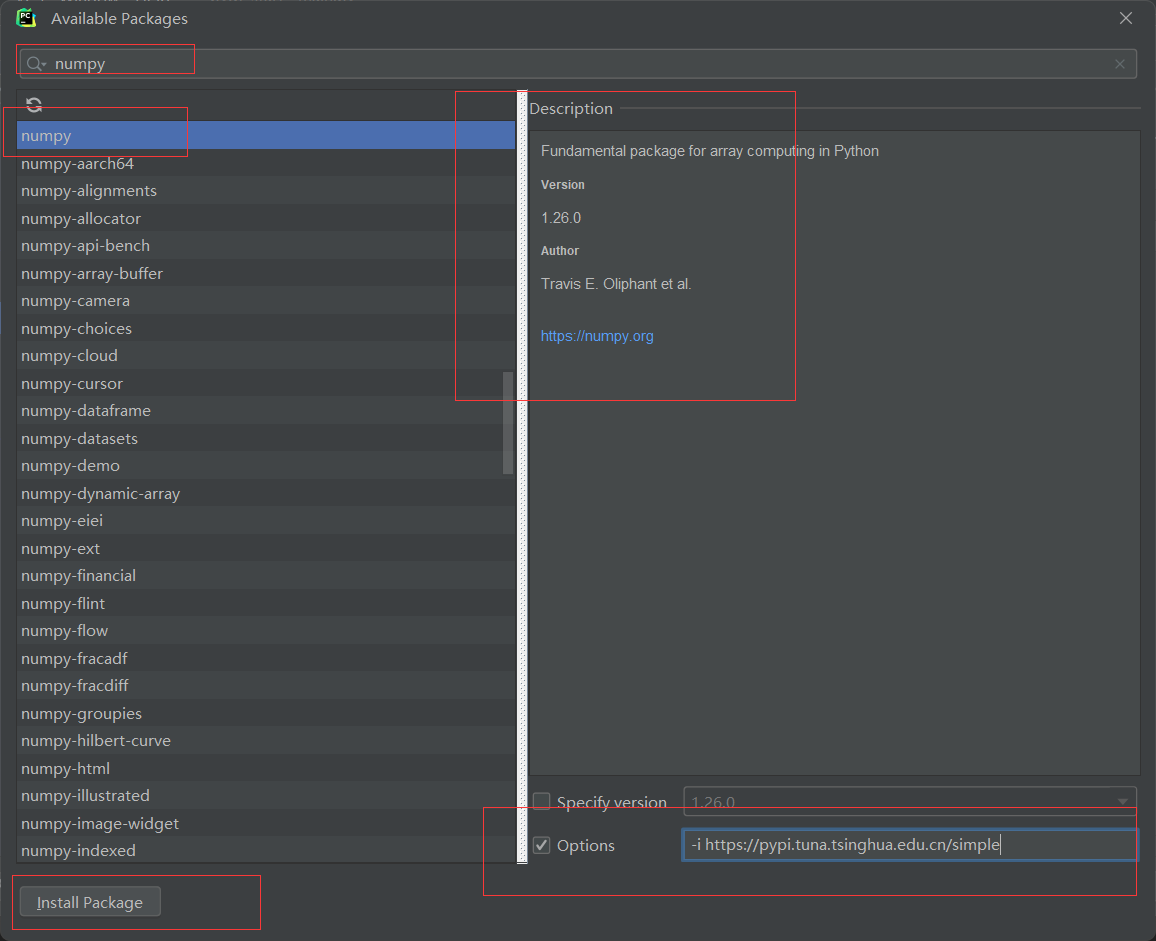 PC
Available Packages
numpy
numpy
numpy-aarch64
numpy-alignments
numpy-allocator
numpy-api-bench
numpy-array-buffer
numpy-camera
numpy-choices
numpy-cloud
numpy-cursor
numpy-dataframe
numpy-datasets
numpy-demo
numpy-dynamic-array
numpy-eiei
numpy-ext
numpy-financial
numpy-flint
numpy-flow
numpy-fracadf
numpy-fracdiff
numpy-groupies
numpy-hilbert-curve
numpy-html
numpy-illustrated
numpy-image-widget
numpy-indexed
Description
Fundamental package for array computing in Python
Version
1.26.0
Author
Travis E. Oliphant et al.
https://numpy.org
Specify version 1.26.0
Options -i https://pypi.tuna.tsinghua.edu.cn/simple
Install Package